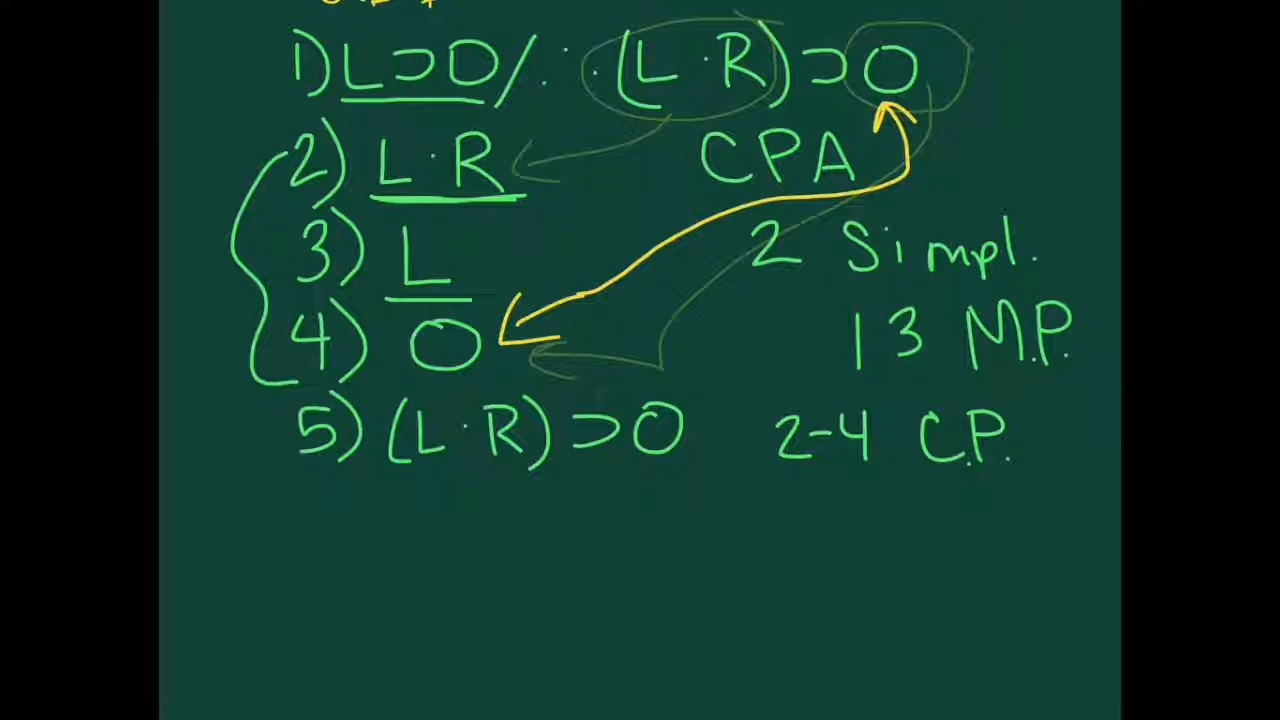 1) L ⊃ O / ∴ (L · R) ⊃ O
2) L · R CPA
3) L 2 Simpl.
4) O 1 3 M.P.
5) (L · R) ⊃ O 2-4 C.P.